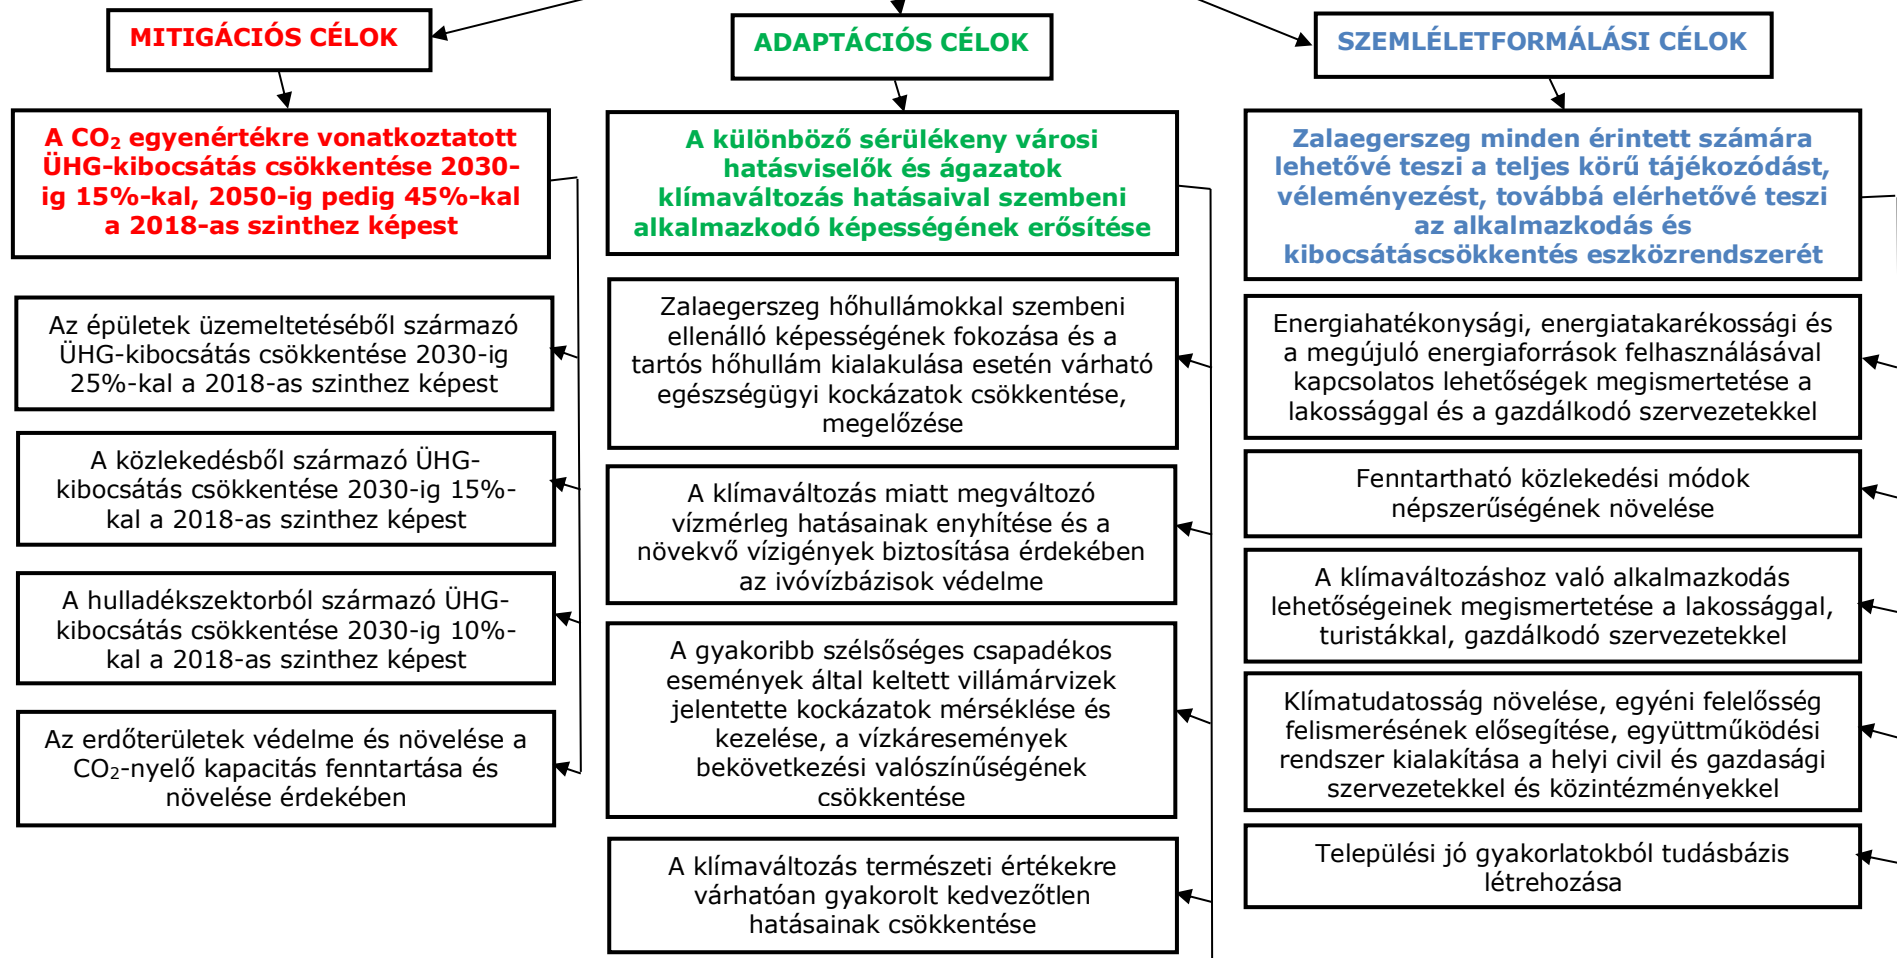 MITIGÁCIÓS CÉLOK
A CO₂ egyenértékre vonatkoztatott
ÜHG-kibocsátás csökkentése 2030-
ig 15%-kal, 2050-ig pedig 45%-kal
a 2018-as szinthez képest
Az épületek üzemeltetéséből származó
ÜHG-kibocsátás csökkentése 2030-ig
25%-kal a 2018-as szinthez képest
A közlekedésből származó ÜHG-
kibocsátás csökkentése 2030-ig 15%-
kal a 2018-as szinthez képest
A hulladékszektorból származó ÜHG-
kibocsátás csökkentése 2030-ig 10%-
kal a 2018-as szinthez képest
Az erdőterületek védelme és növelése a
CO₂-nyelő kapacitás fenntartása és
növelése érdekében
ADAPTÁCIÓS CÉLOK
A különböző sérülékeny városi
hatásviselők és ágazatok
klímaváltozás hatásaival szembeni
alkalmazkodó képességének erősítése
Zalaegerszeg hőhullámokkal szembeni
ellenálló képességének fokozása és a
tartós hőhullám kialakulása esetén várható
egészségügyi kockázatok csökkentése,
megelőzése
A klímaváltozás miatt megváltozó
vízmérleg hatásainak enyhítése és a
növekvő vízigények biztosítása érdekében
az ivóvízbázisok védelme
A gyakoribb szélsőséges csapadékos
események által keltett villámárvizek
jelentette kockázatok mérséklése és
kezelése, a vízkáresemények
bekövetkezési valószínűségének
csökkentése
A klímaváltozás természeti értékekre
várhatóan gyakorolt kedvezőtlen
hatásainak csökkentése
SZEMLÉLETFORMÁLÁSI CÉLOK
Zalaegerszeg minden érintett számára
lehetővé teszi a teljes körű tájékozódást,
véleményezést, továbbá elérhetővé teszi
az alkalmazkodás és
kibocsátáscsökkentés eszközrendszerét
Energiahatékonysági, energiatakarékossági és
a megújuló energiaforrások felhasználásával
kapcsolatos lehetőségek megismertetése a
lakossággal és a gazdálkodó szervezetekkel
Fenntartható közlekedési módok
népszerűségének növelése
A klímaváltozáshoz való alkalmazkodás
lehetőségeinek megismertetése a lakossággal,
turistákkal, gazdálkodó szervezetekkel
Klímatudatosság növelése, egyéni felelősség
felismerésének elősegítése, együttműködési
rendszer kialakítása a helyi civil és gazdasági
szervezetekkel és közintézményekkel
Települési jó gyakorlatokból tudásbázis
létrehozása